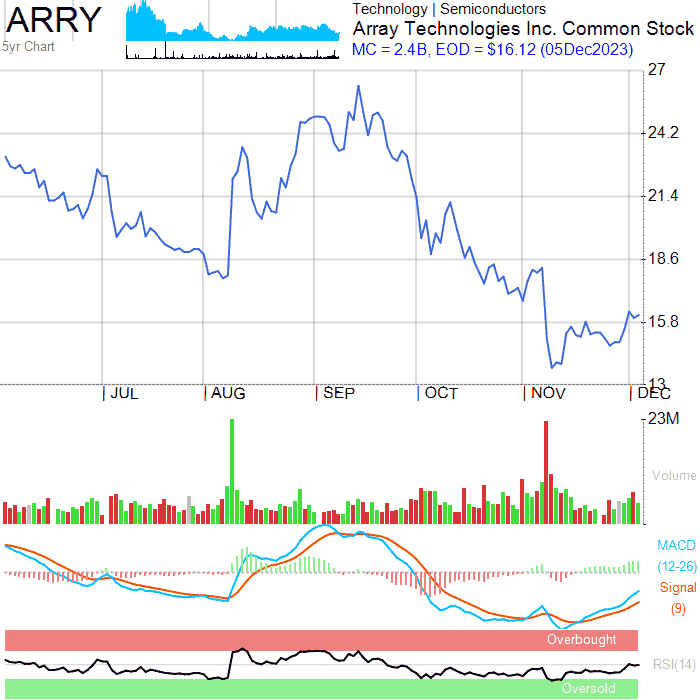 ARRY
5yr Chart
Technology | Semiconductors
Array Technologies Inc. Common Stock
MC = 2.4B, EOD = $16.12 (05Dec2023)
27
24.2
21.4
18.6
15.8
13
JUL
AUG
SEP
OCT
NOV
DEC
23M
Volume
MACD
(12-26)
Signal
(9)
Overbought
RSI(14)
Oversold